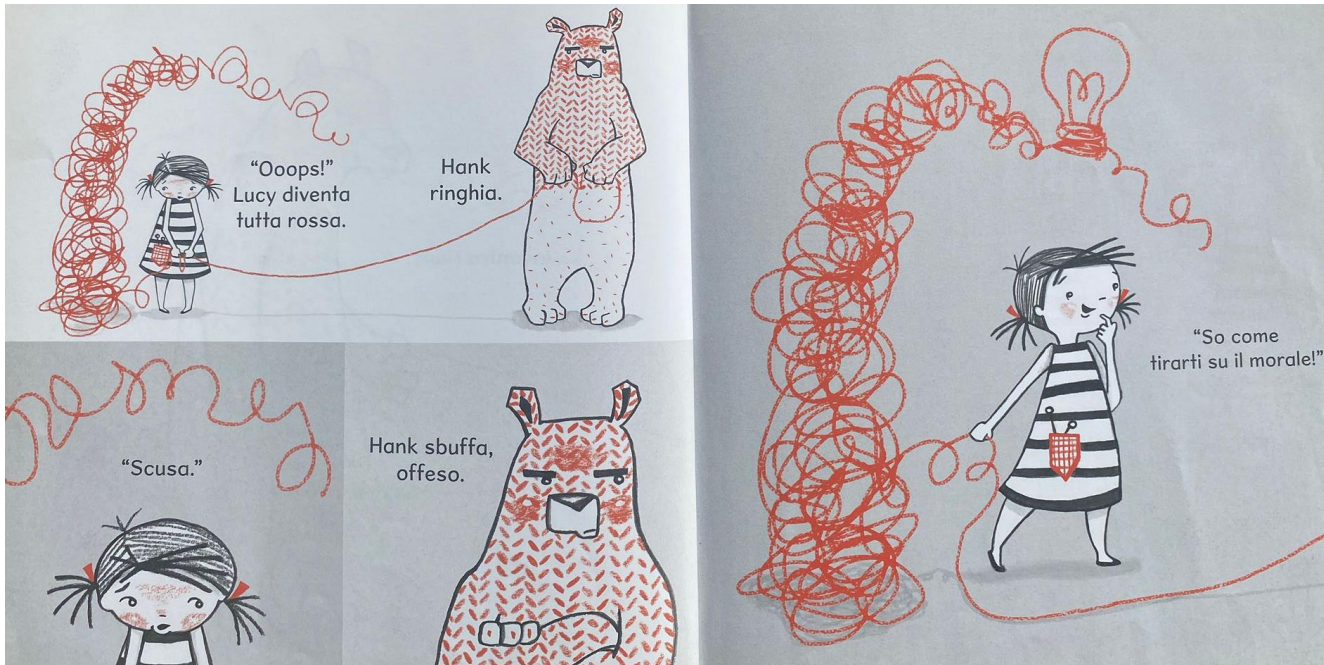 “Ooops!”
Lucy diventa
tutta rossa.
Hank
ringhia.
“Scusa.”
Hank sbuffa,
offeso.
“So come
tirarti su il morale!”